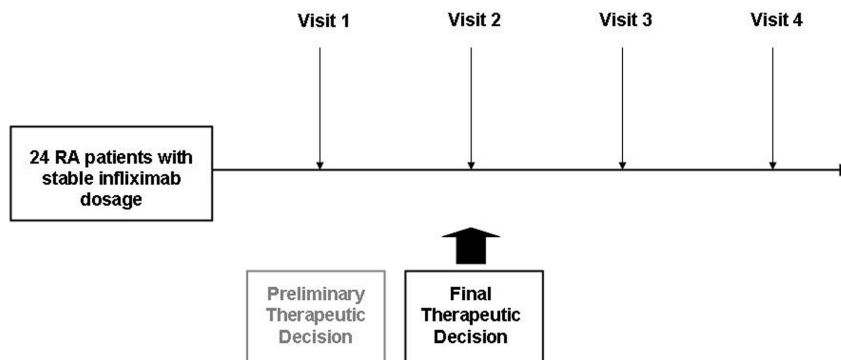 Visit 1 Visit 2 Visit 3 Visit 4
24 RA patients with
stable infliximab
dosage
Preliminary
Therapeutic
Decision
Final
Therapeutic
Decision